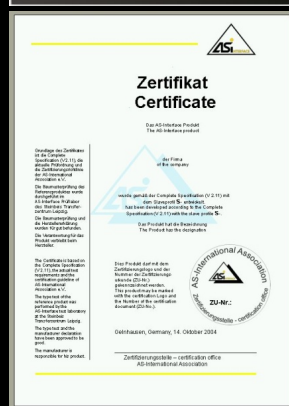 ASi
INTERFACE
Zertifikat
Certificate
Das AS-Interface Produkt
The AS-Interface product
der Firma
of the company
wurde gemäß der Complete Specification (V 2.11) mit
dem Slaveprofil S- entwickelt.
has been developed according to the Complete
Specification (V 2.11) with the slave profile S-.
Das Produkt hat die Bezeichnung
The Product has the designation
Grundlage des Zertifikates
ist die Complete
Specification (V 2.11), die
aktuelle Prüfordnung und
die Zertifizierungsrichtlinie
der AS-International
Association e.V.
Die Baumusterprüfung des
Referenzproduktes wurde
durchgeführt im
AS-Interface Prüflabor
des Steinbeis Transfer-
zentrum Leipzig.
Die Baumusterprüfung und
die Herstellererklärung
wurden für gut befunden.
Die Verantwortung für das
Produkt verbleibt beim
Hersteller.
The Certificate is based on
the Complete Specification
(V 2.11), the actual test
requirements and the
certification guideline of
AS-International
Association e.V.
The type test of the
reference product was
performed by the
AS-Interface test laboratory
at the Steinbeis
Transferzentrum Leipzig.
The type test and the
manufacturer declaration
have been approved to be
good.
The manufacturer is
responsible for his product.
Dies Produkt darf mit dem
Zertifizierungslogo und der
Nummer der Zertifizierungs-
urkunde (ZU-Nr.)
gekennzeichnet werden.
This product may be marked
with the certification Logo and
the Number of the certification
document (ZU-No.).
AS-International Association
ZU-Nr.:
Zertifizierungsstelle - certification office
Gelnhausen, Germany, 14. Oktober 2004
Zertifizierungsstelle – certification office
AS-International Association